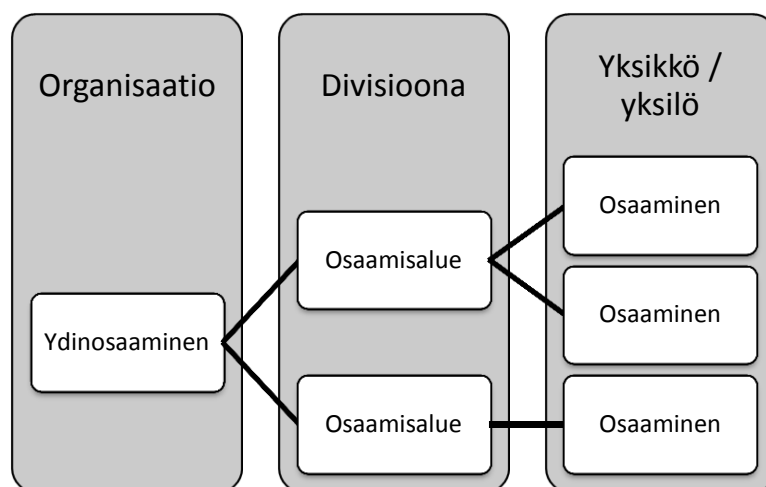 Organisaatio
Divisioona
Yksikkö /
yksilö
Ydinosaaminen
Osaamisalue
Osaamisalue
Osaaminen
Osaaminen
Osaaminen